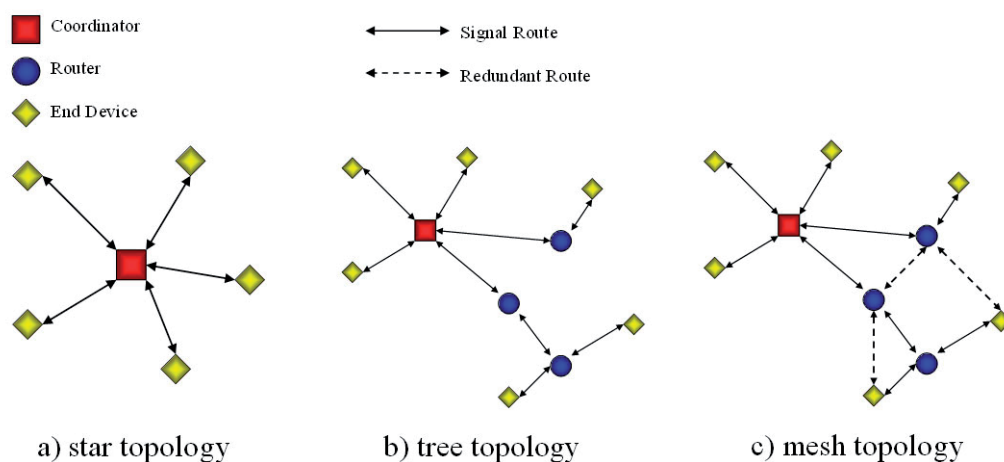 Coordinator
Router
End Device
Signal Route
Redundant Route
a) star topology
b) tree topology
c) mesh topology